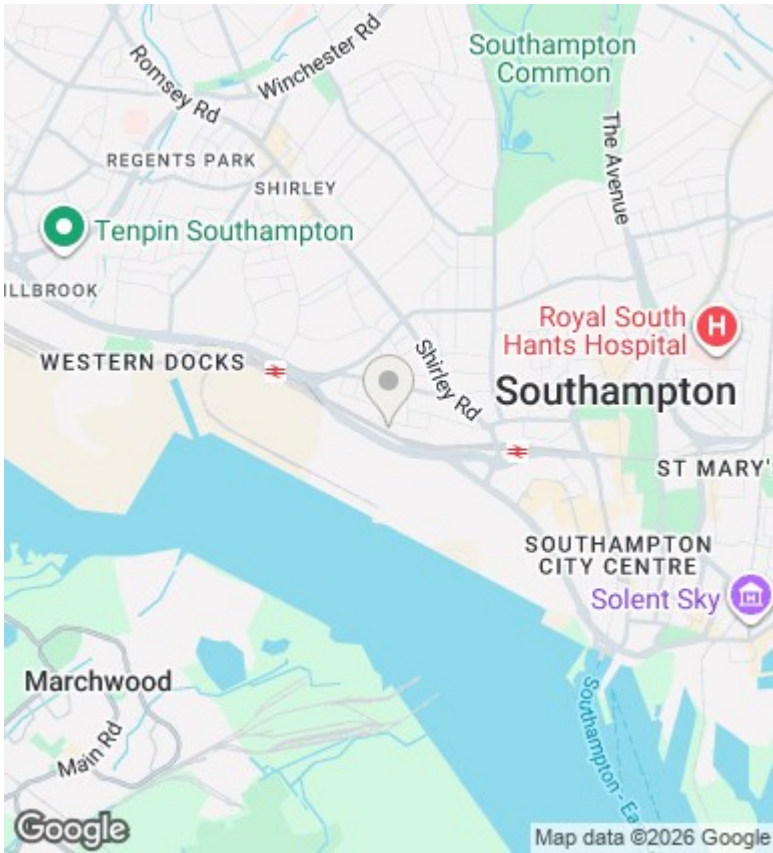 Southampton
Common
Winchester Rd
Romsey Rd
The Avenue
REGENTS PARK
SHIRLEY
Tenpin Southampton
ILLBROOK
Royal South
Hants Hospital
H
WESTERN DOCKS
Shirley Rd
Southampton
ST MARY'
SOUTHAMPTON
CITY CENTRE
Solent Sky
Marchwood
Main Rd
Southampton - Ea
Google
Map data ©2026 Google